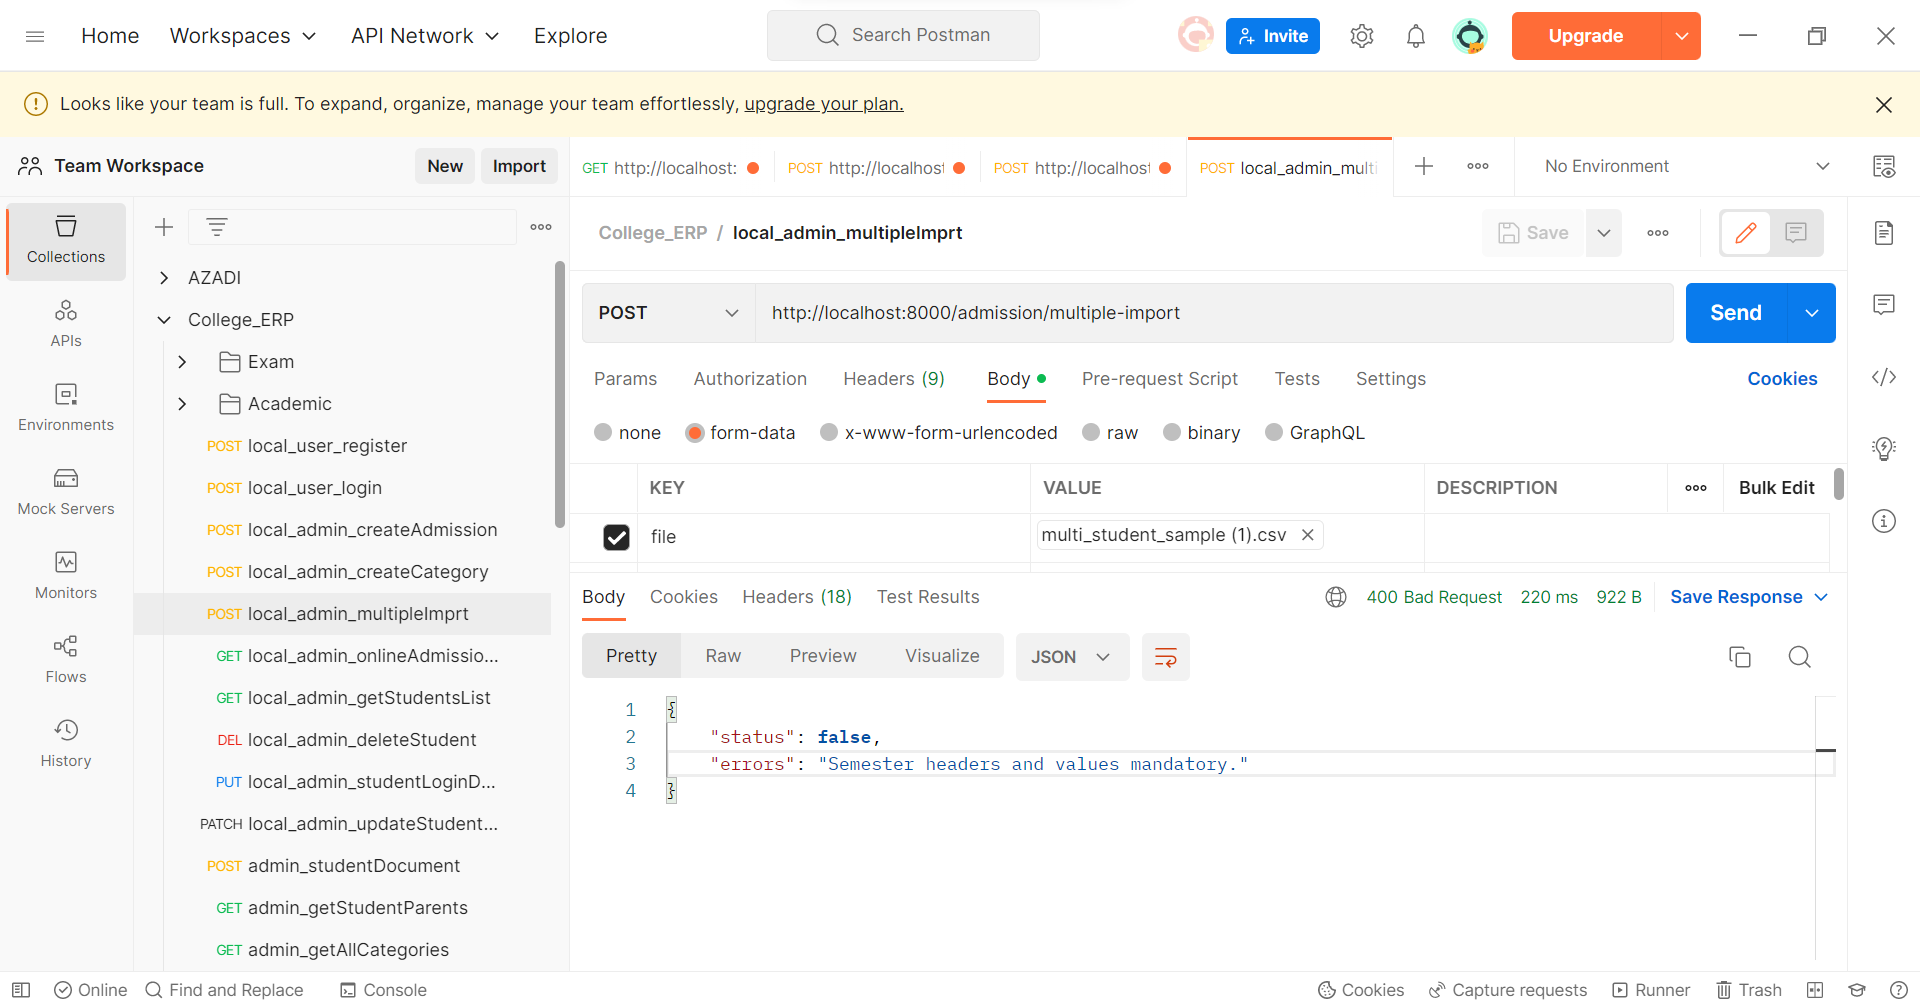 Home Workspaces API Network Explore Search Postman Invite Upgrade
Looks like your team is full. To expand, organize, manage your team effortlessly, upgrade your plan.
Team Workspace New Import
GET http://localhost: POST http://localhost POST http://localhost POST local_admin_multi No Environment
Collections
APIs
Environments
Mock Servers
Monitors
Flows
History
AZADI
College_ERP
Exam
Academic
POST local_user_register
POST local_user_login
POST local_admin_createAdmission
POST local_admin_createCategory
POST local_admin_multipleImprt
GET local_admin_onlineAdmissio...
GET local_admin_getStudentsList
DEL local_admin_deleteStudent
PUT local_admin_studentLoginD...
PATCH local_admin_updateStudent...
POST admin_studentDocument
GET admin_getStudentParents
GET admin_getAllCategories
College_ERP / local_admin_multipleImprt Save
POST http://localhost:8000/admission/multiple-import Send
Params Authorization Headers (9) Body Pre-request Script Tests Settings Cookies
none form-data x-www-form-urlencoded raw binary GraphQL
KEY VALUE DESCRIPTION Bulk Edit
file multi_student_sample (1).csv
Body Cookies Headers (18) Test Results 400 Bad Request 220 ms 922 B Save Response
Pretty Raw Preview Visualize JSON
1 {
2 "status": false,
3 "errors": "Semester headers and values mandatory."
4 }
Online Find and Replace Console Cookies Capture requests Runner Trash